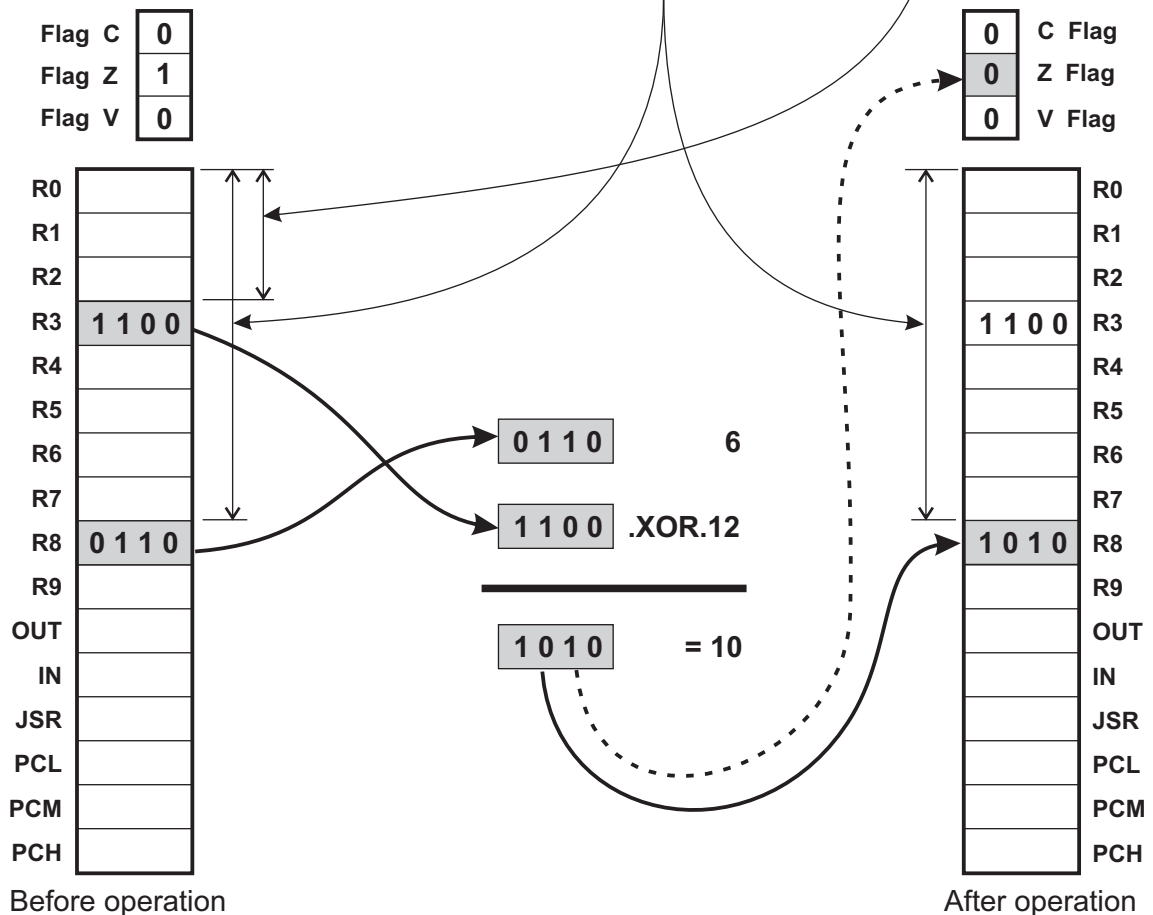 Flag C 0 0 C Flag
Flag Z 1 0 Z Flag
Flag V 0 0 V Flag
R0 R0
R1 R1
R2 R2
R3 1 1 0 0 1 1 0 0 R3
R4 R4
R5 R5
R6 0 1 1 0 6 R6
R7 1 1 0 0 .XOR.12 R7
R8 0 1 1 0 1 0 1 0 R8
R9 R9
OUT 1 0 1 0 = 10 OUT
IN IN
JSR JSR
PCL PCL
PCM PCM
PCH PCH
Before operation After operation